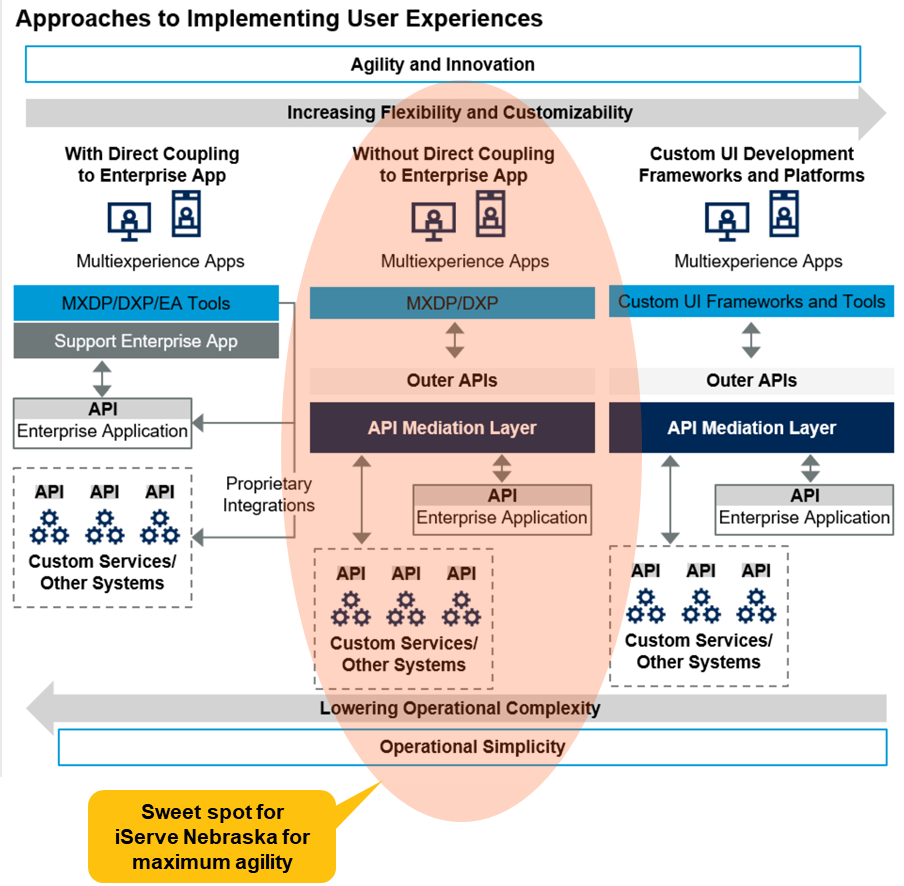 Approaches to Implementing User Experiences
Agility and Innovation
Increasing Flexibility and Customizability
With Direct Coupling
to Enterprise App
Multiexperience Apps
MXDP/DXP/EA Tools
Support Enterprise App
API
Enterprise Application
Proprietary
Integrations
API API API
Custom Services/
Other Systems
Without Direct Coupling
to Enterprise App
Multiexperience Apps
MXDP/DXP
Outer APIs
API Mediation Layer
API
Enterprise Application
API API API
Custom Services/
Other Systems
Custom UI Development
Frameworks and Platforms
Multiexperience Apps
Custom UI Frameworks and Tools
Outer APIs
API Mediation Layer
API
Enterprise Application
API API API
Custom Services/
Other Systems
Lowering Operational Complexity
Operational Simplicity
Sweet spot for
iServe Nebraska for
maximum agility